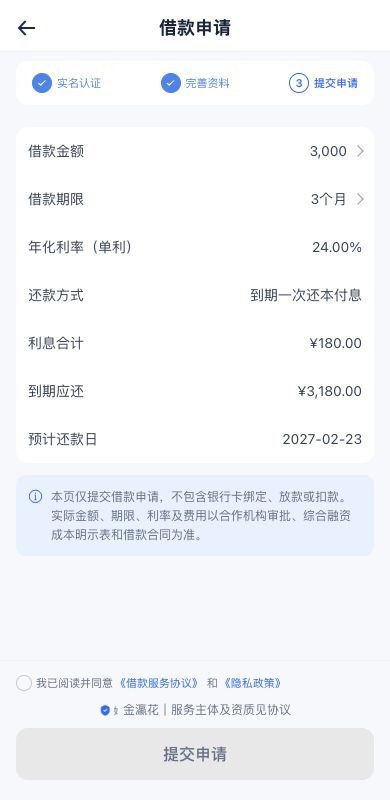 借款申请
实名认证
完善资料
3 提交申请
借款金额 3,000
借款期限 3个月
年化利率（单利） 24.00%
还款方式 到期一次还本付息
利息合计 ¥180.00
到期应还 ¥3,180.00
预计还款日 2027-02-23
本页仅提交借款申请，不包含银行卡绑定、放款或扣款。
实际金额、期限、利率及费用以合作机构审批、综合融资
成本明示表和借款合同为准。
我已阅读并同意《借款服务协议》 和《隐私政策》
金瀛花｜服务主体及资质见协议
提交申请